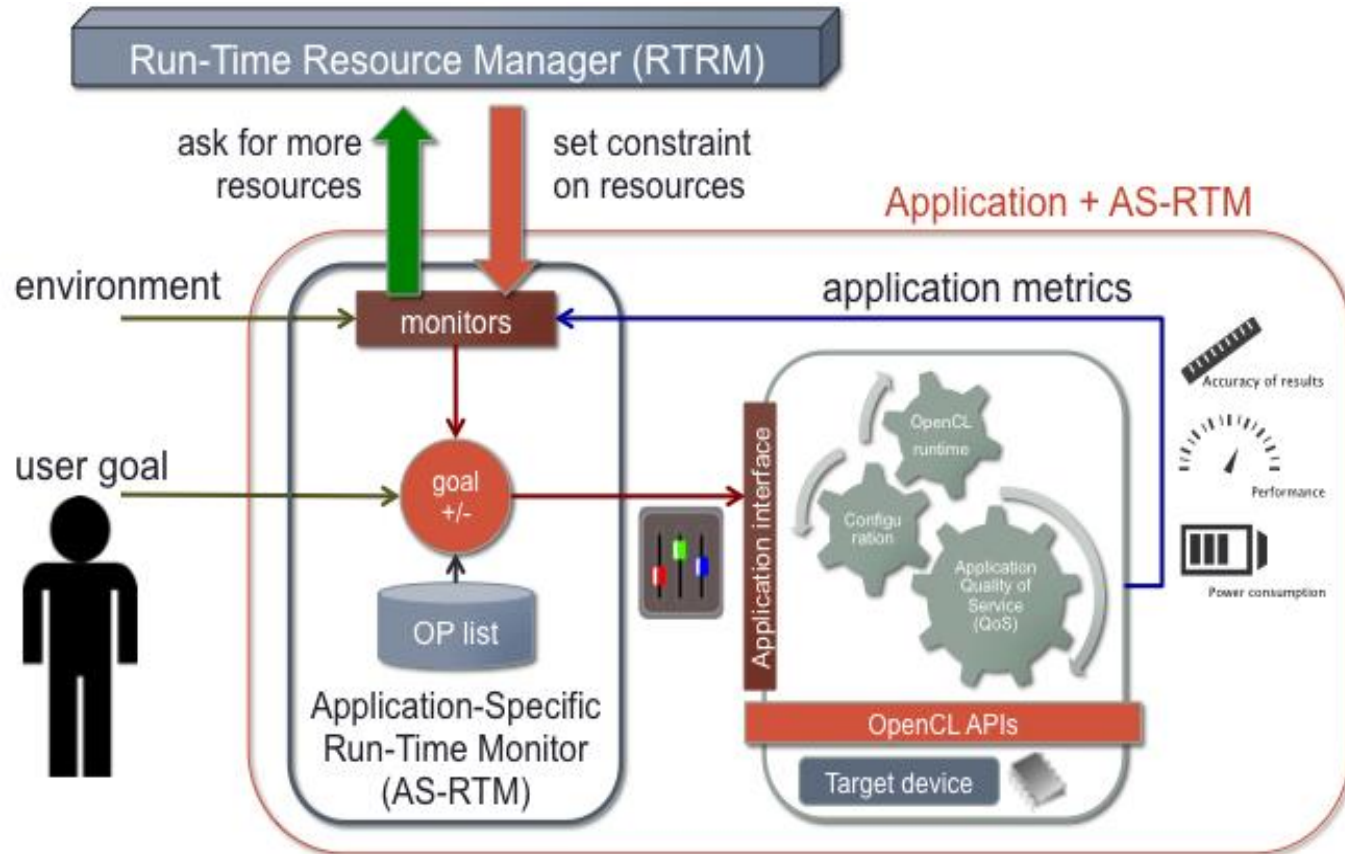 Run-Time Resource Manager (RTRM)
ask for more
resources
set constraint
on resources
Application + AS-RTM
environment
monitors
application metrics
Accuracy of results
OpenCL
runtime
user goal
goal
+/-
Performance
Configu
ration
Application interface
Application
Quality of
Service
(QoS)
Power consumption
OP list
Application-Specific
Run-Time Monitor
(AS-RTM)
OpenCL APIs
Target device